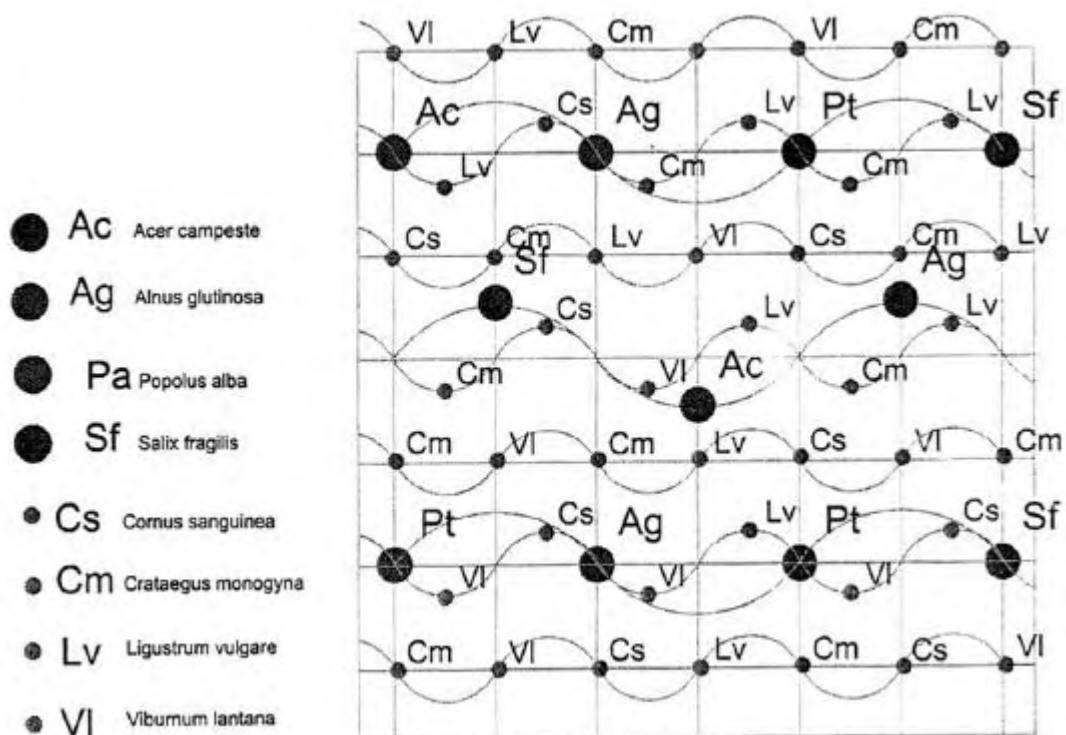 Vl Lv Cm Vl Cm
Ac Cs Ag Lv Pt Lv Sf
Lv Cm Cm
Cs Cm Lv Vl Cs Cm Lv
Sf Ag
Cs Lv Lv
Cm Vl Ac Cm
Cm Vl Cm Lv Cs Vl Cm
Pt Cs Ag Lv Pt Cs Sf
Vl Vl Vl
Cm Vl Cs Lv Cm Cs Vl
Ac Acer campeste
Ag Alnus glutinosa
Pa Popolus alba
Sf Salix fragilis
Cs Cornus sanguinea
Cm Crataegus monogyna
Lv Ligustrum vulgare
Vl Viburnum lantana